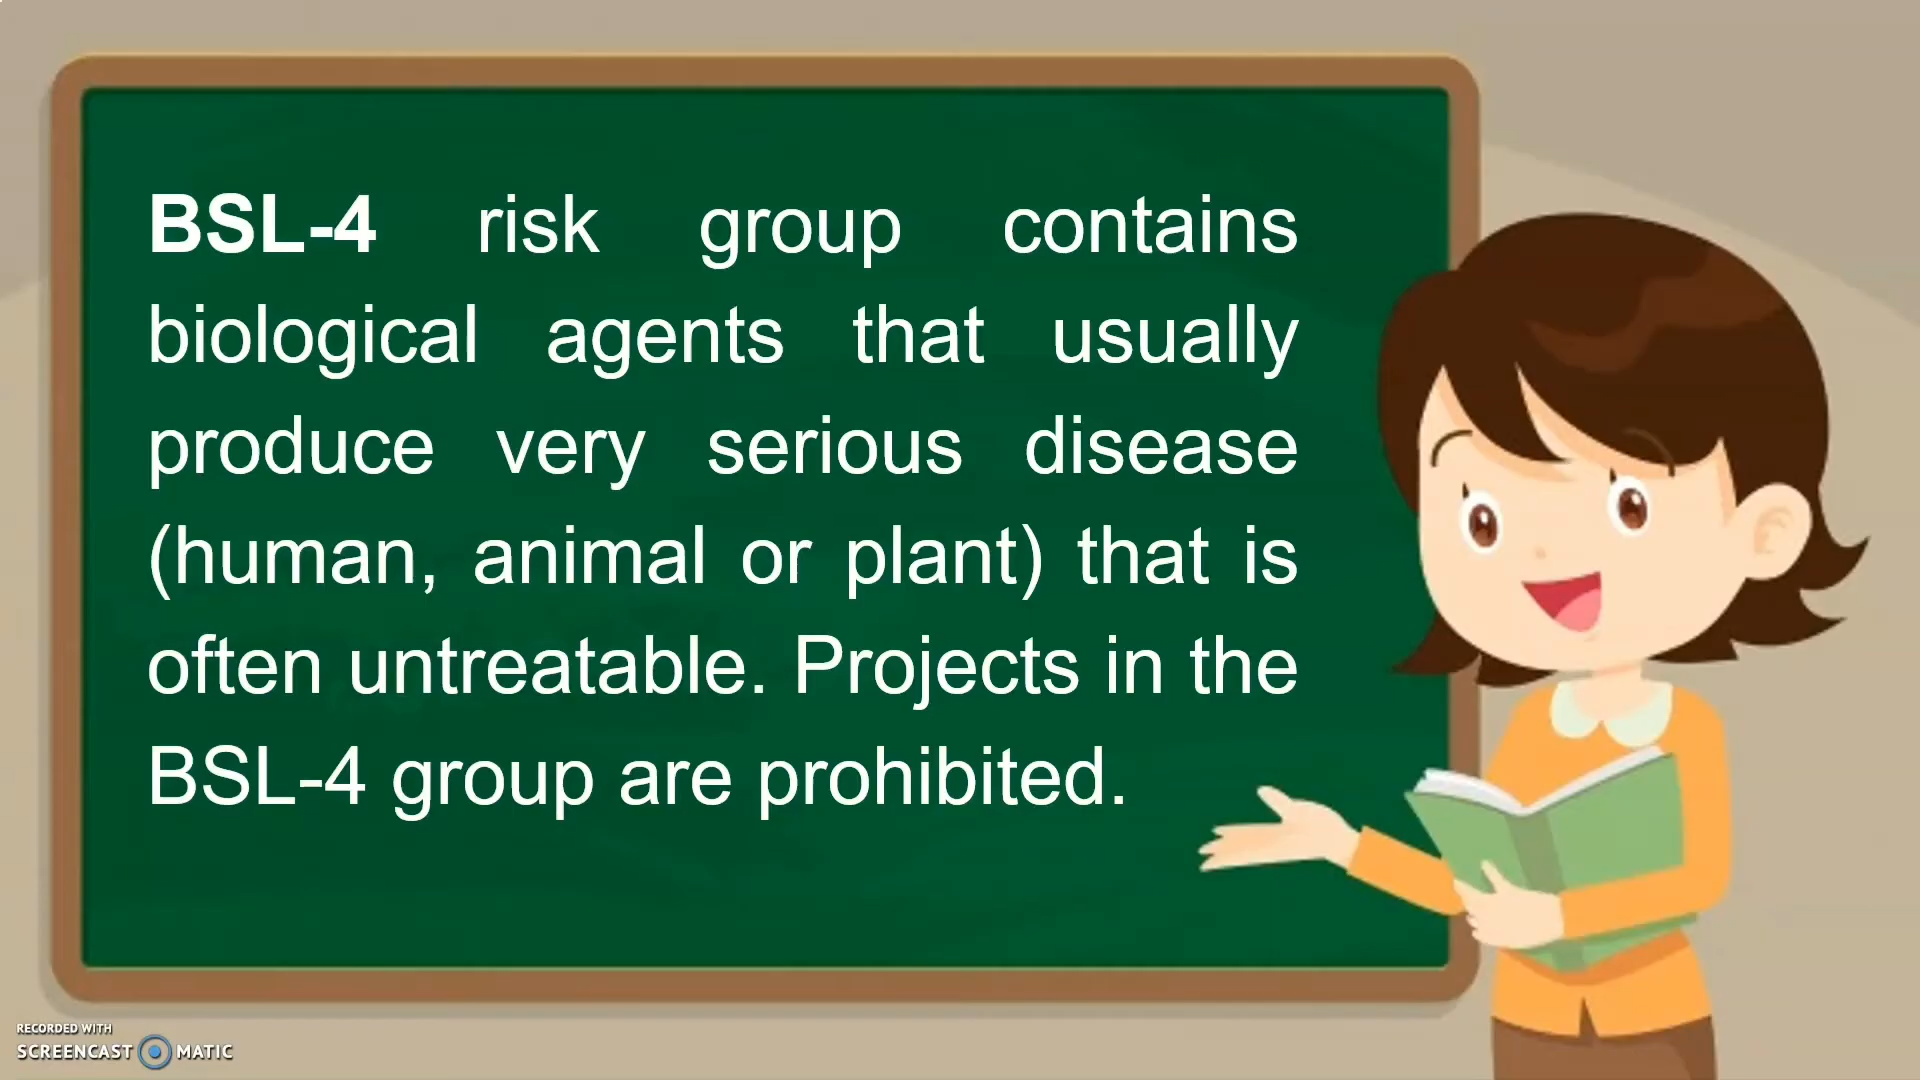 BSL-4 risk group contains
biological agents that usually
produce very serious disease
(human, animal or plant) that is
often untreatable. Projects in the
BSL-4 group are prohibited.
RECORDED WITH
SCREENCAST MATIC